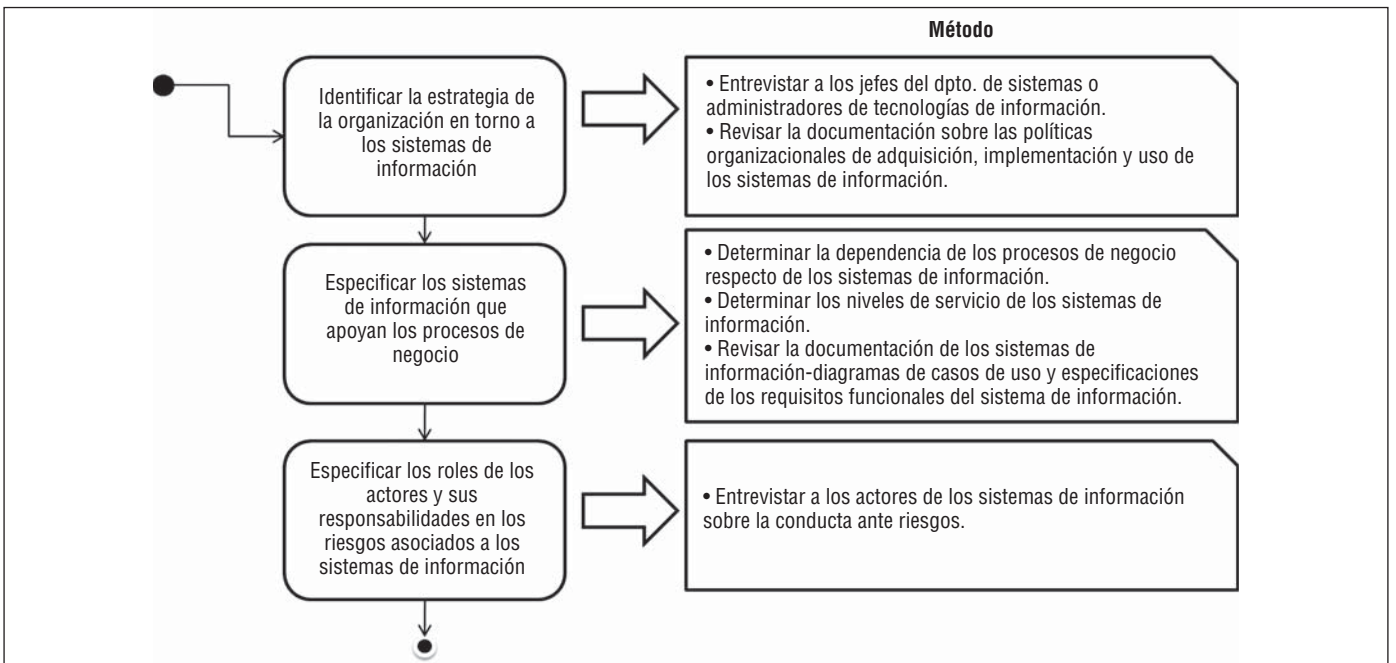 Método
Identificar la estrategia de
la organización en torno a
los sistemas de
información
• Entrevistar a los jefes del dpto. de sistemas o
administradores de tecnologías de información.
• Revisar la documentación sobre las políticas
organizacionales de adquisición, implementación y uso de
los sistemas de información.
Especificar los sistemas
de información que
apoyan los procesos de
negocio
• Determinar la dependencia de los procesos de negocio
respecto de los sistemas de información.
• Determinar los niveles de servicio de los sistemas de
información.
• Revisar la documentación de los sistemas de
información-diagramas de casos de uso y especificaciones
de los requisitos funcionales del sistema de información.
Especificar los roles de los
actores y sus
responsabilidades en los
riesgos asociados a los
sistemas de información
• Entrevistar a los actores de los sistemas de información
sobre la conducta ante riesgos.